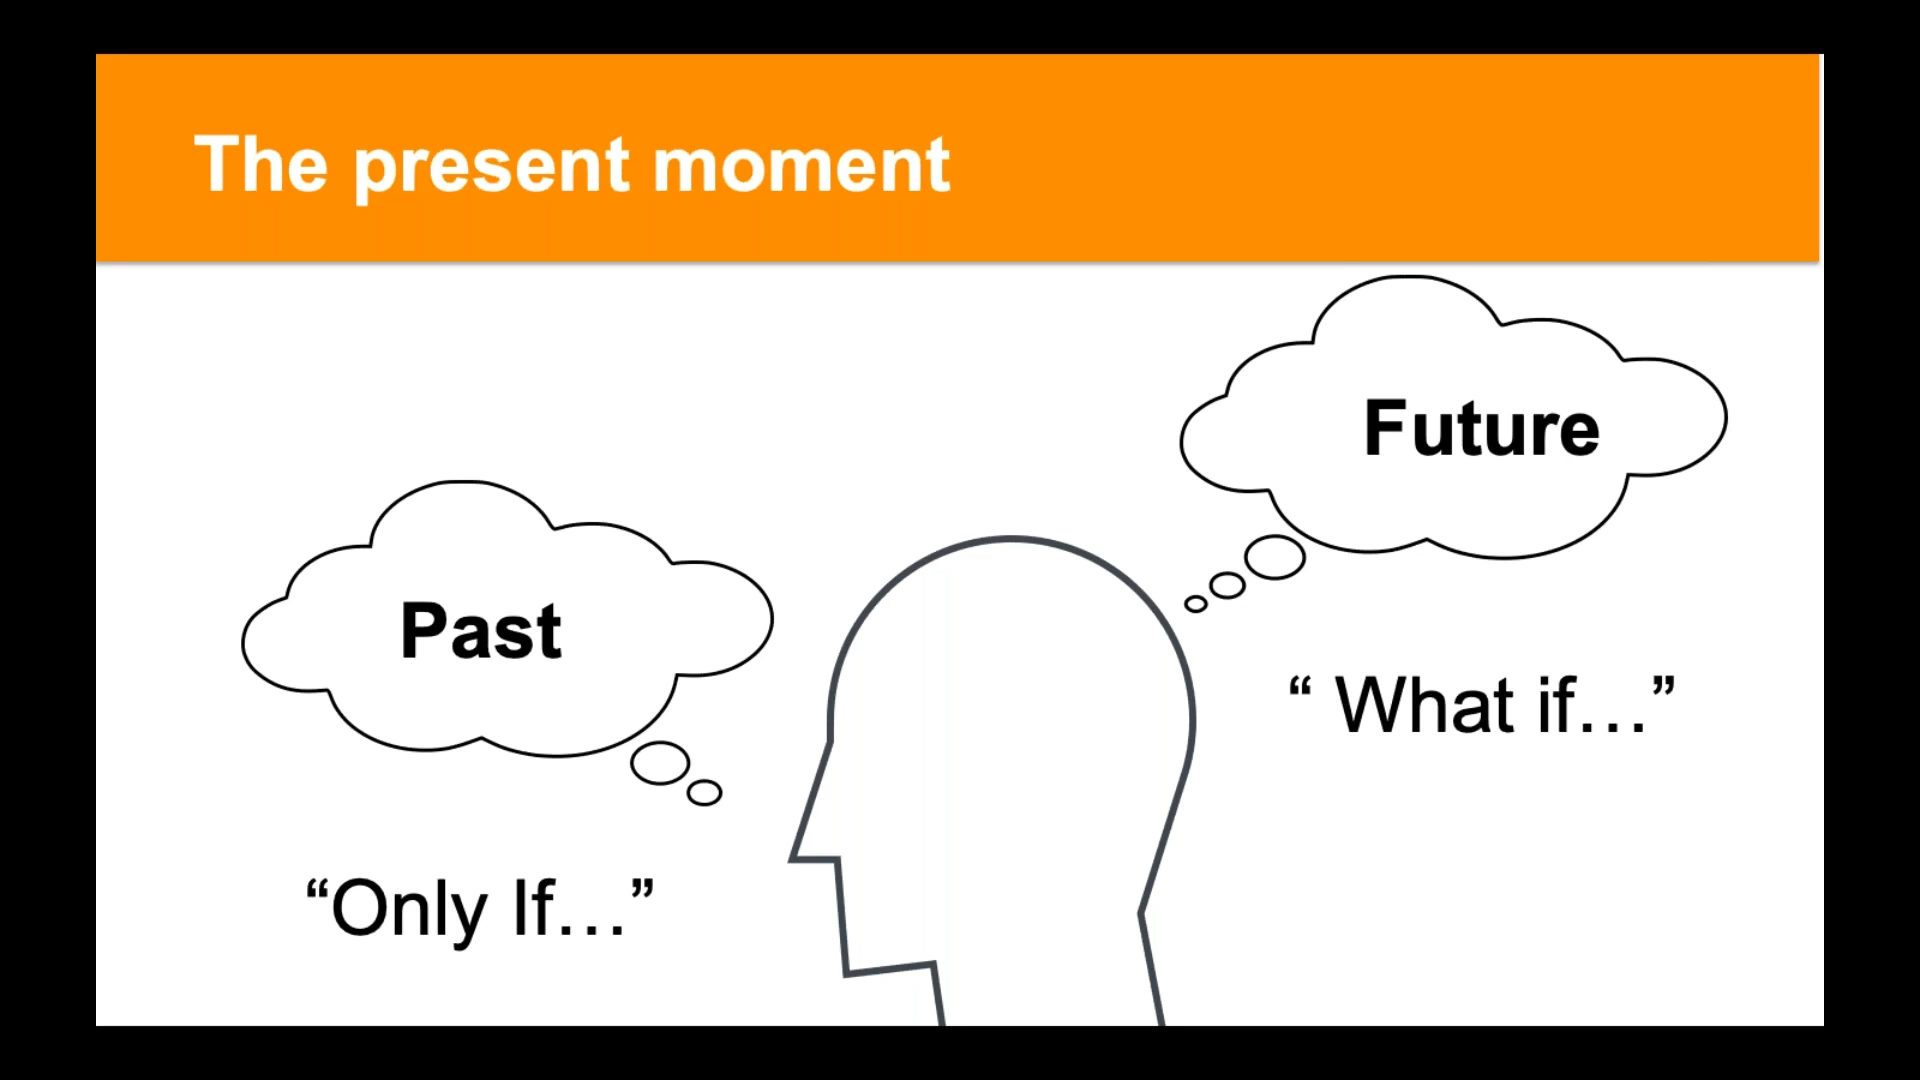 The present moment
Future
Past
“ What if...”
“Only If...”